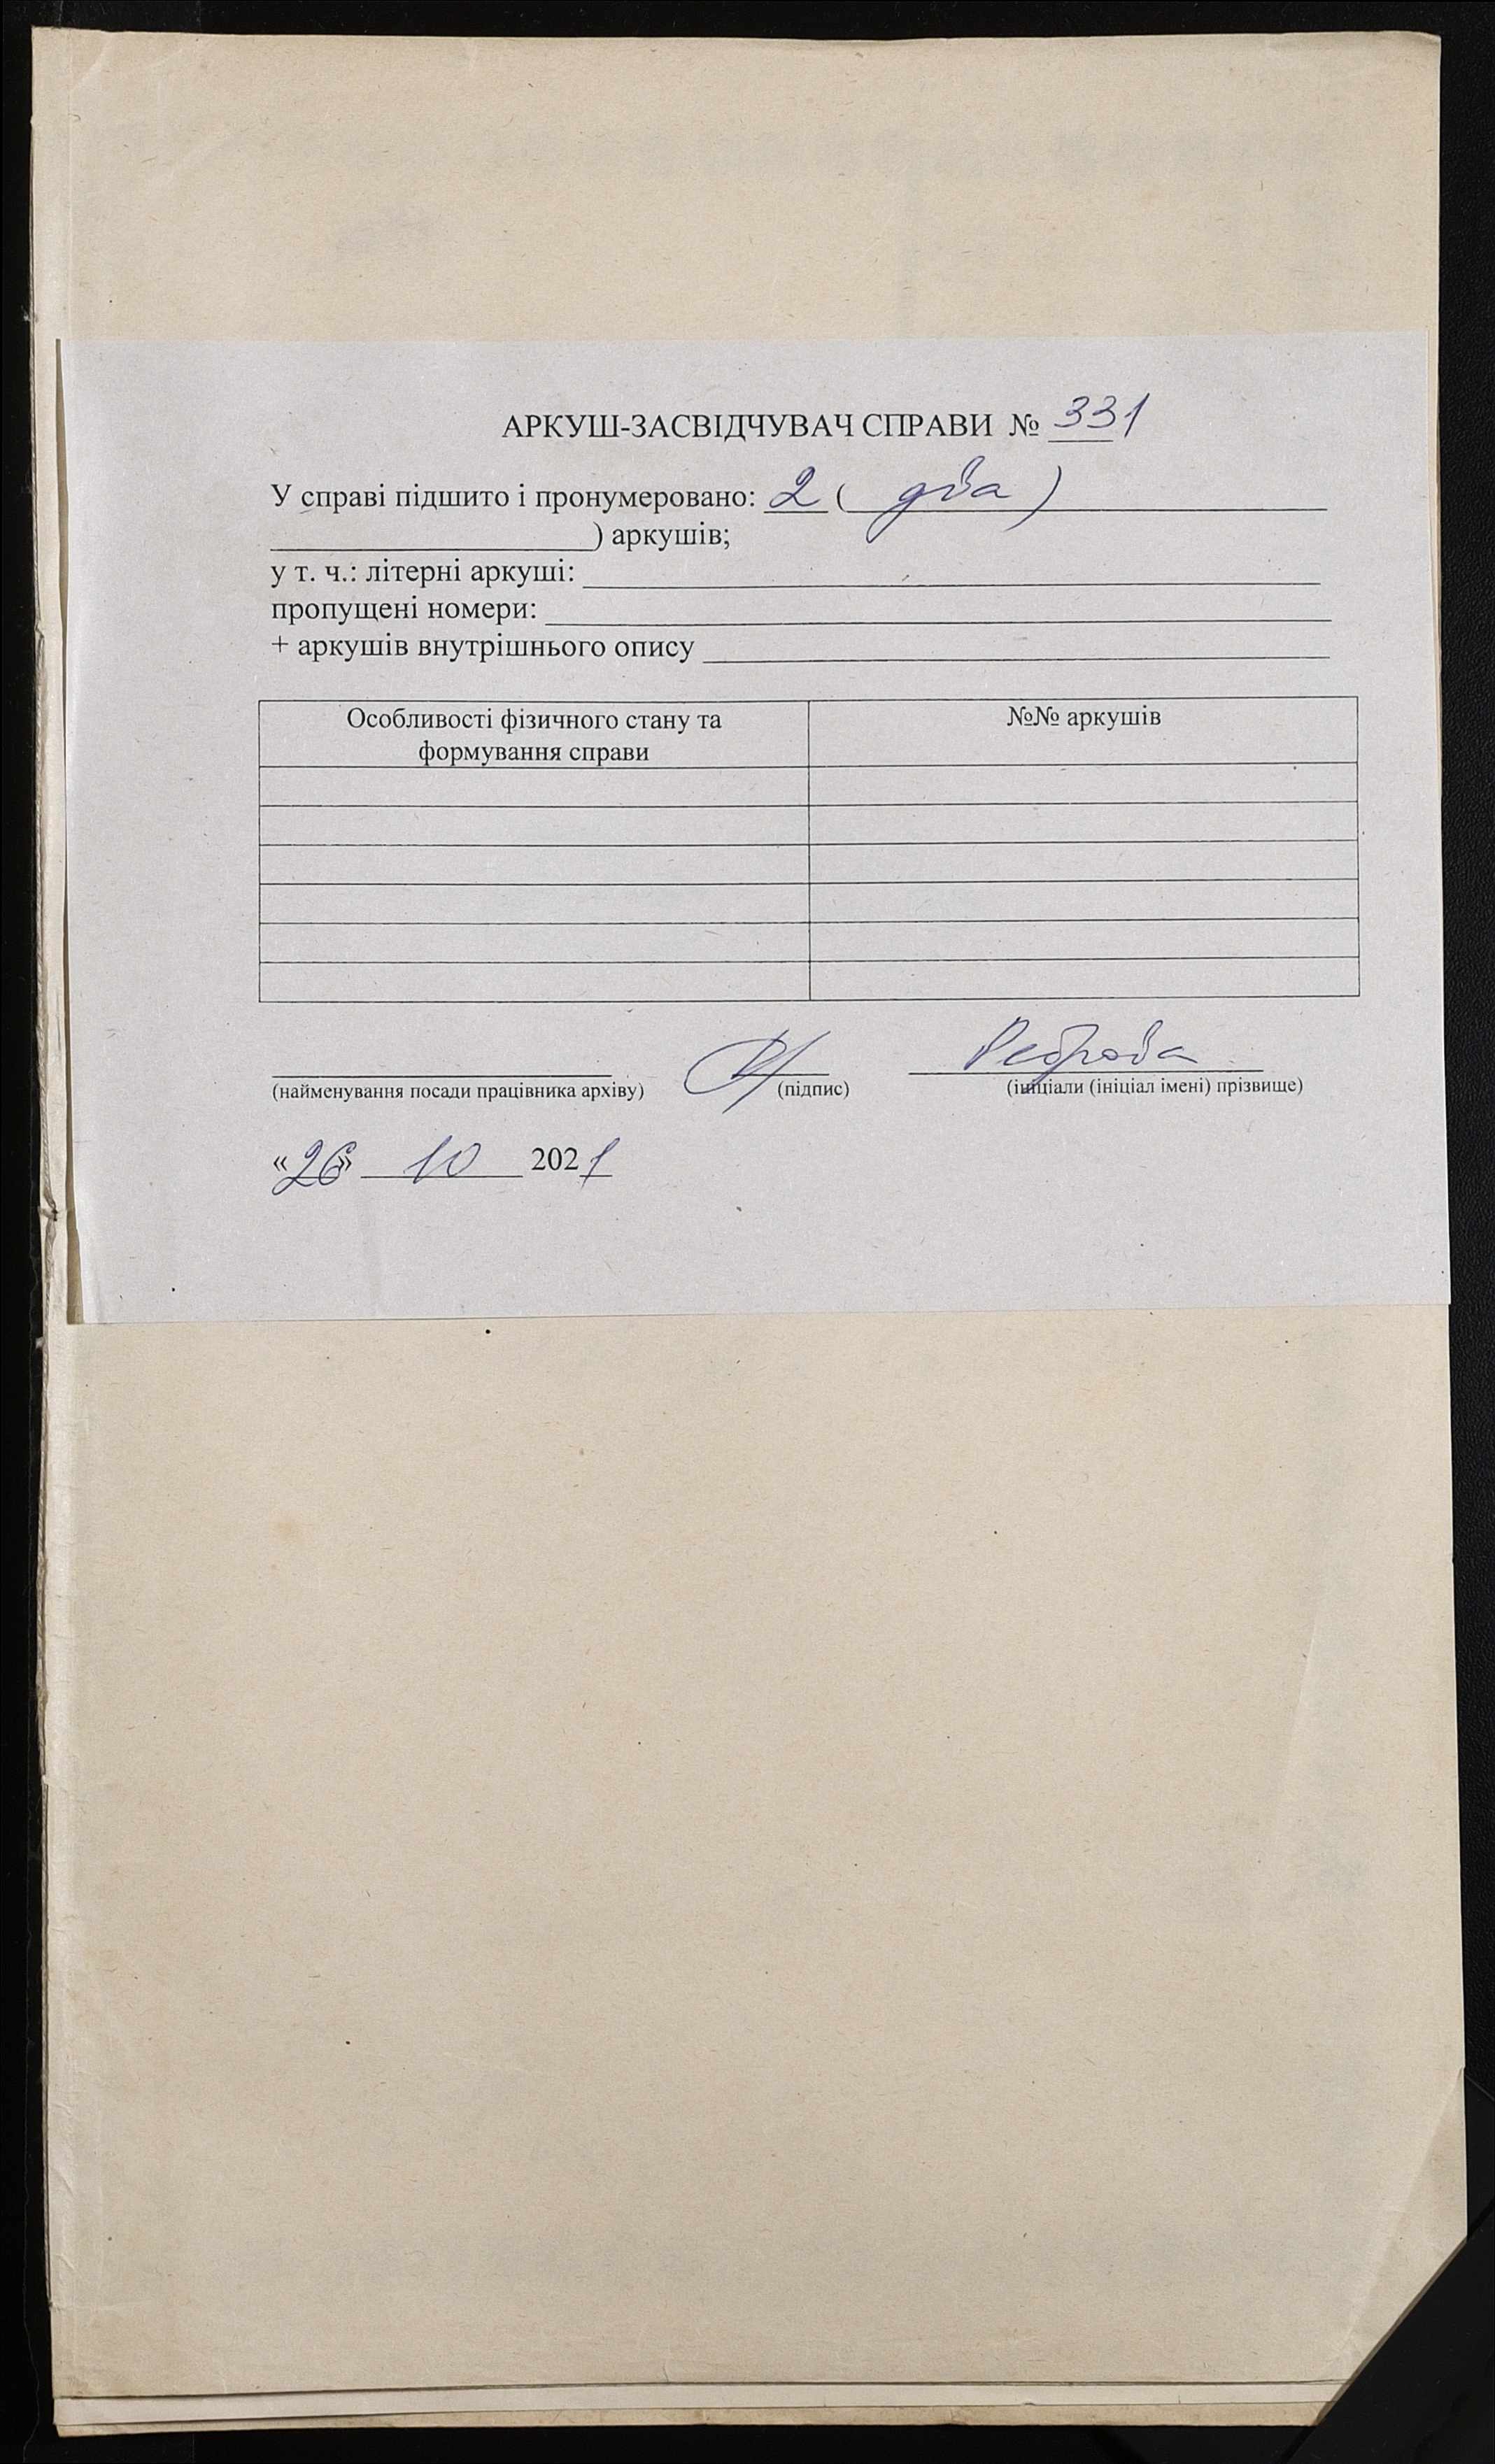 АРКУШ-ЗАСВІДЧУВАЧ СПРАВИ № 331
У справі підшито і пронумеровано: 2 ( два )
) аркушів;
у т. ч.: літерні аркуші:
пропущені номери:
+ аркушів внутрішнього опису
Особливості фізичного стану та формування справи
№№ аркушів
Реброва
(найменування посади працівника архіву) (підпис) (ініціали (ініціал імені) прізвище)
«26» 10 2021